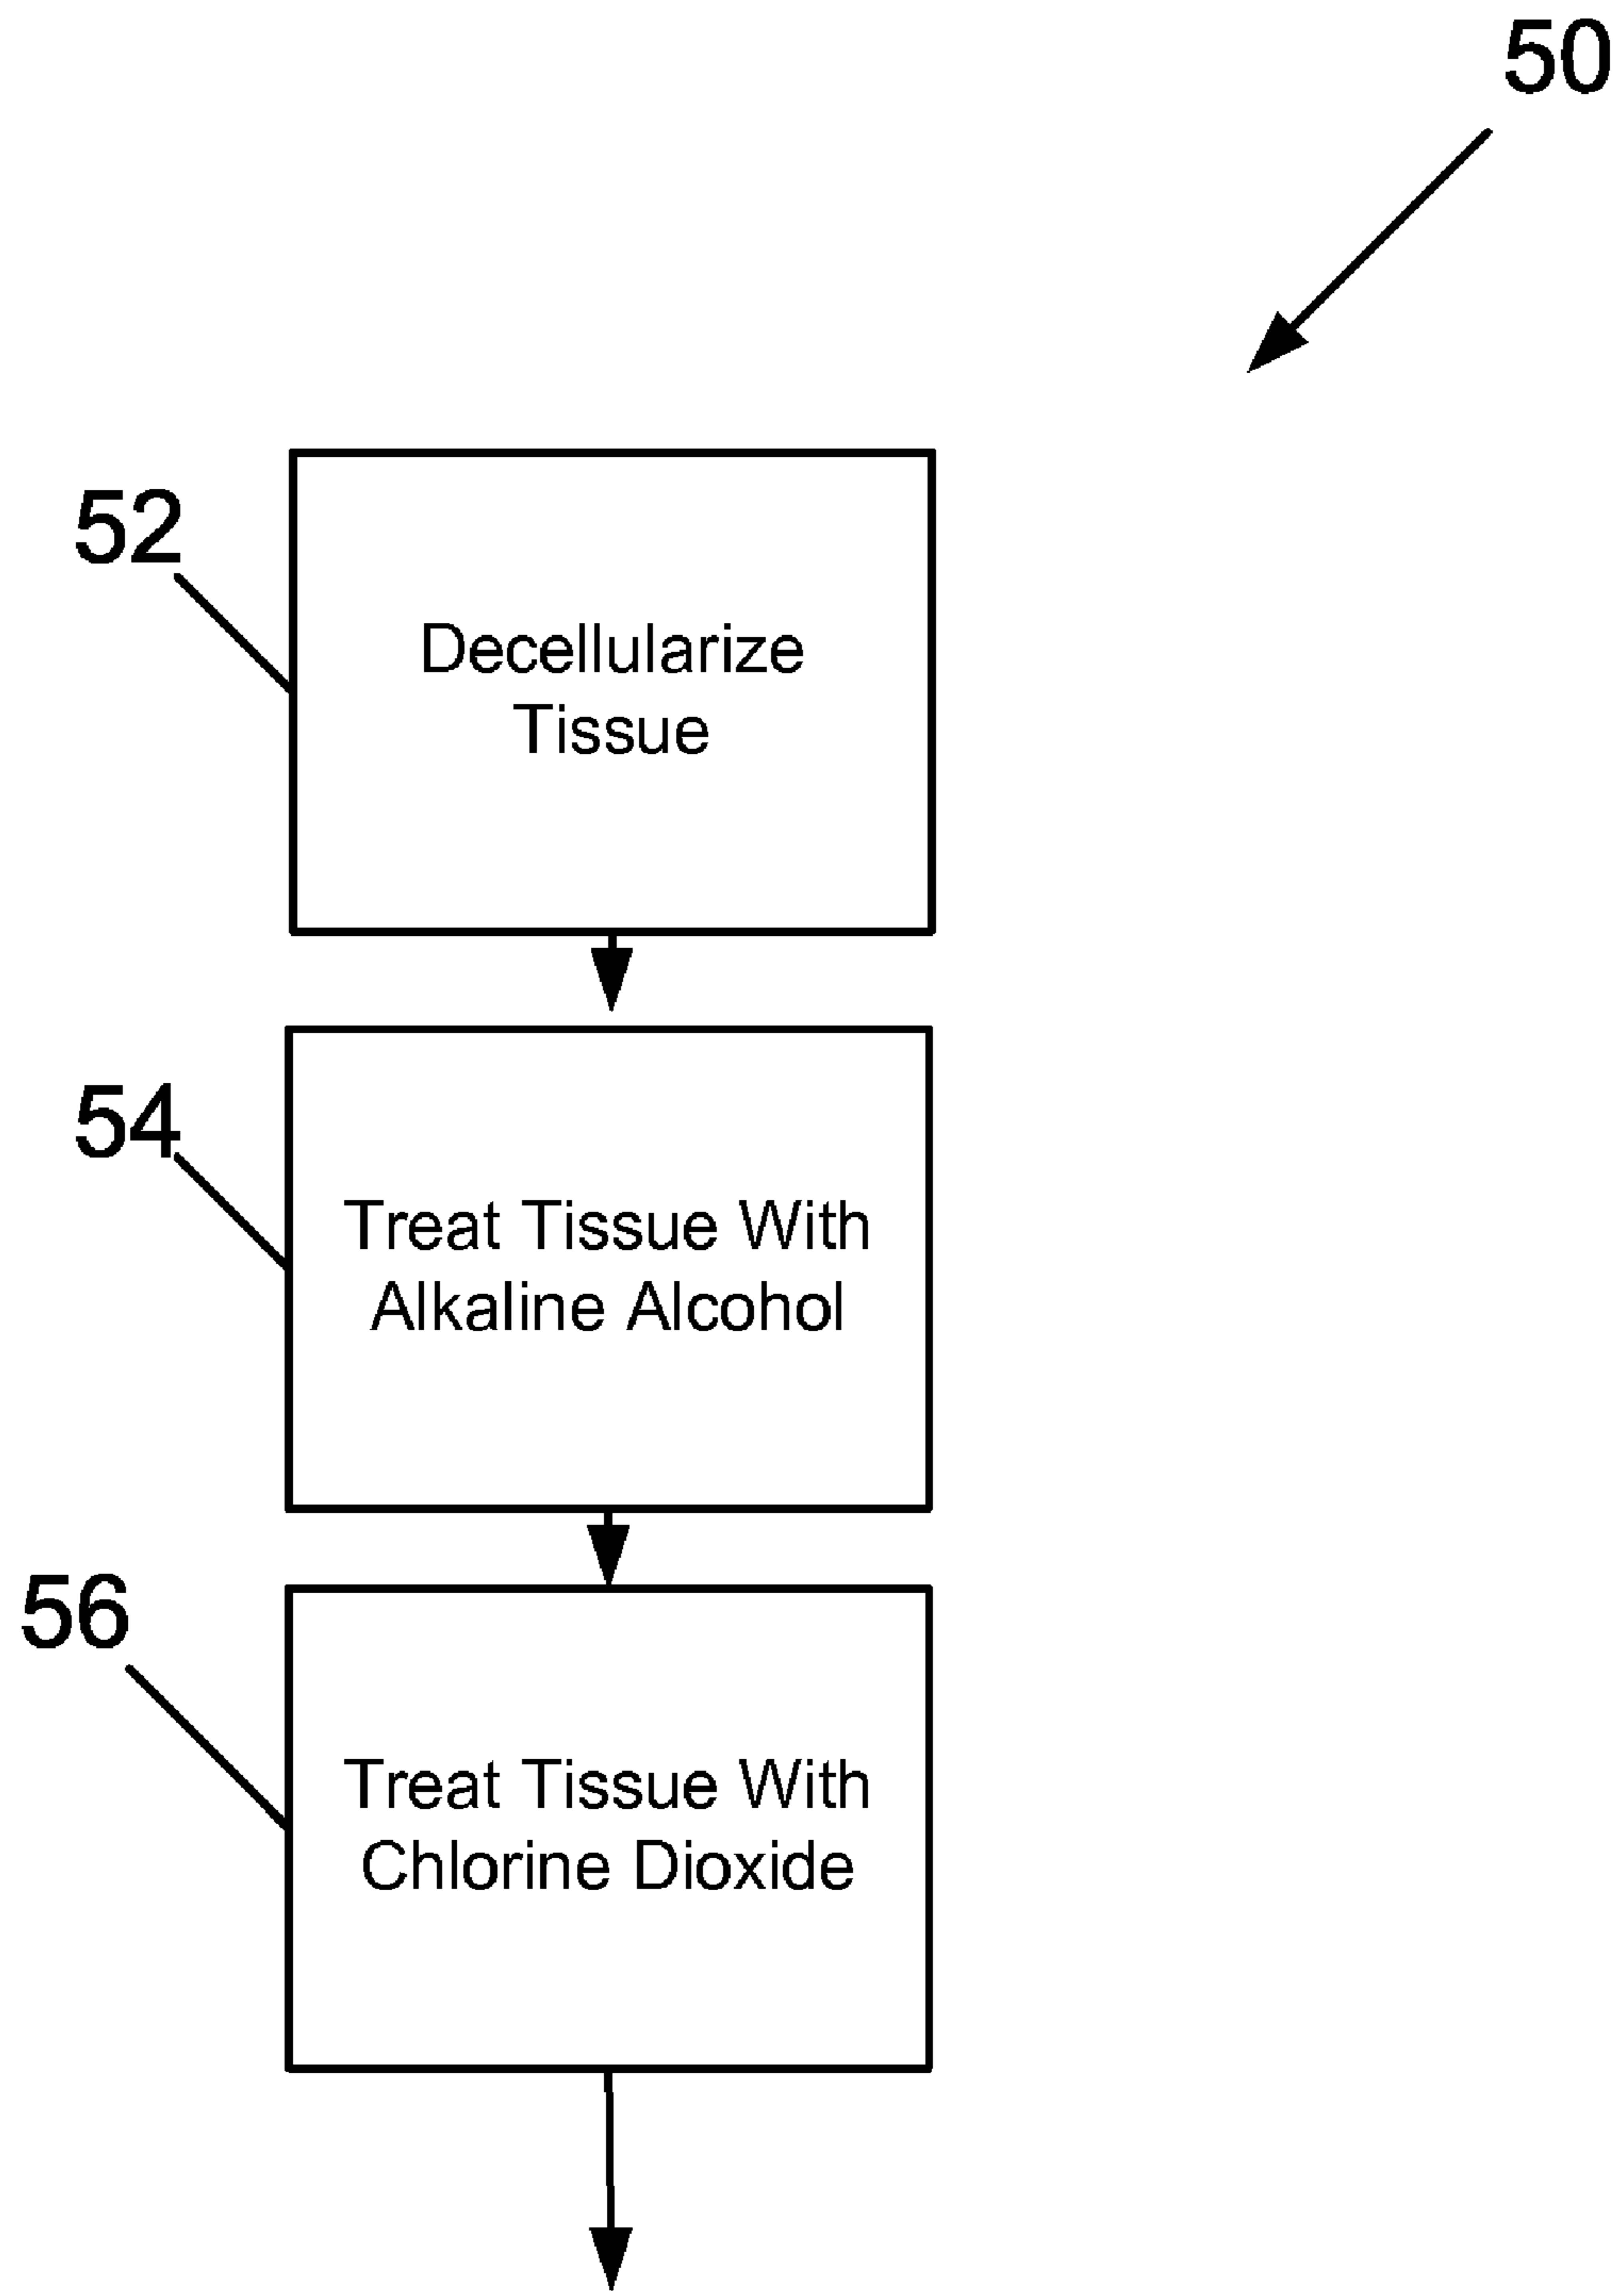 50
52
Decellularize
Tissue
54
Treat Tissue With
Alkaline Alcohol
56
Treat Tissue With
Chlorine Dioxide